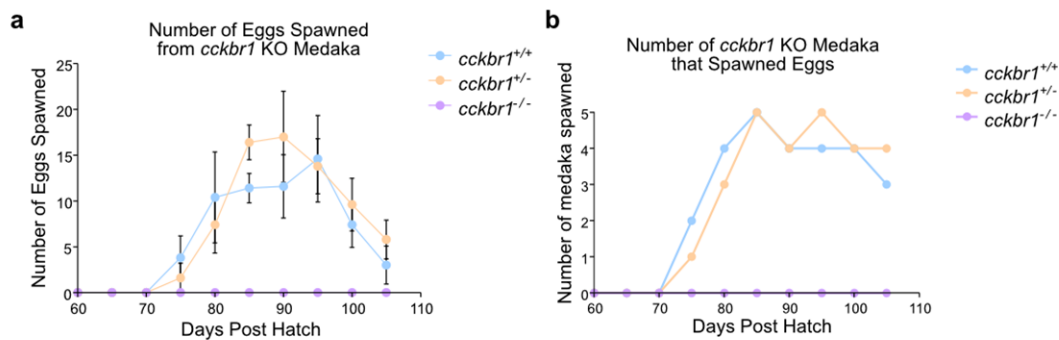 a
Number of Eggs Spawned
from cckbr1 KO Medaka
25
20
15
10
5
0
Number of Eggs Spawned
60 70 80 90 100 110
Days Post Hatch
cckbr1+/+
cckbr1+/-
cckbr1-/-
b
Number of cckbr1 KO Medaka
that Spawned Eggs
5
4
3
2
1
0
Number of medaka spawned
60 70 80 90 100 110
Days Post Hatch
cckbr1+/+
cckbr1+/-
cckbr1-/-